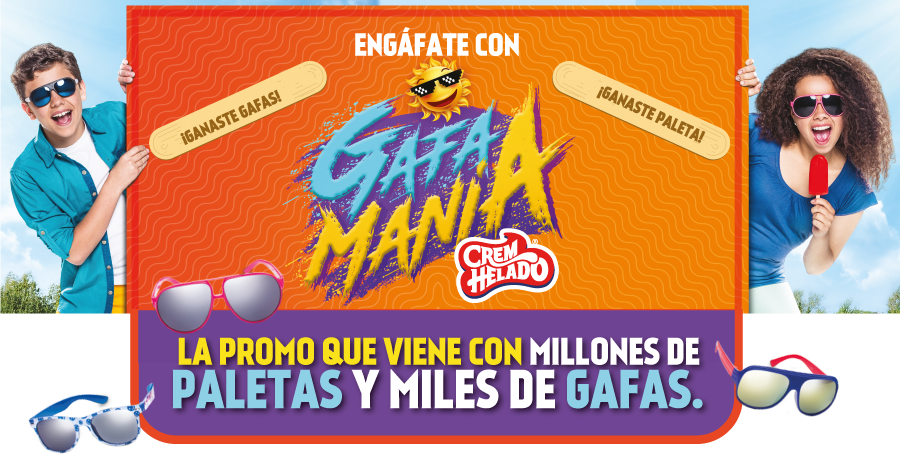 ENGÁFATE CON
¡GANASTE GAFAS!
¡GANASTE PALETA!
GAFA
MANIA
CREM
HELADO®
LA PROMO QUE VIENE CON MILLONES DE
PALETAS Y MILES DE GAFAS.